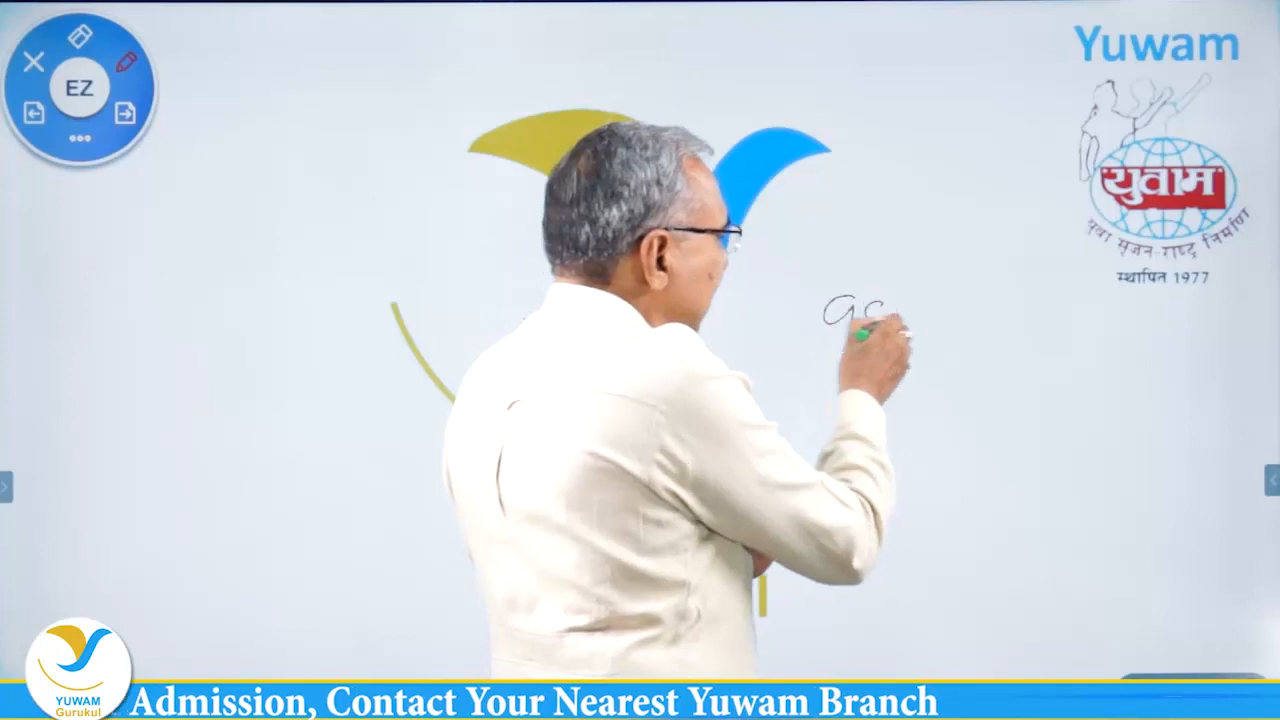 EZ
Yuwam
युवाम
युवा सृजन-राष्ट्र निर्माण
स्थापित 1977
YUWAM
Gurukul
Admission, Contact Your Nearest Yuwam Branch